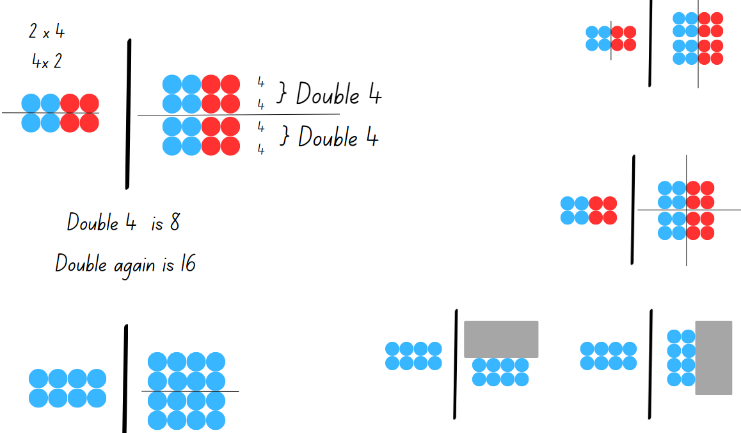 2 x 4
4x 2
4
4
} Double 4
4
4
} Double 4
Double 4 is 8
Double again is 16